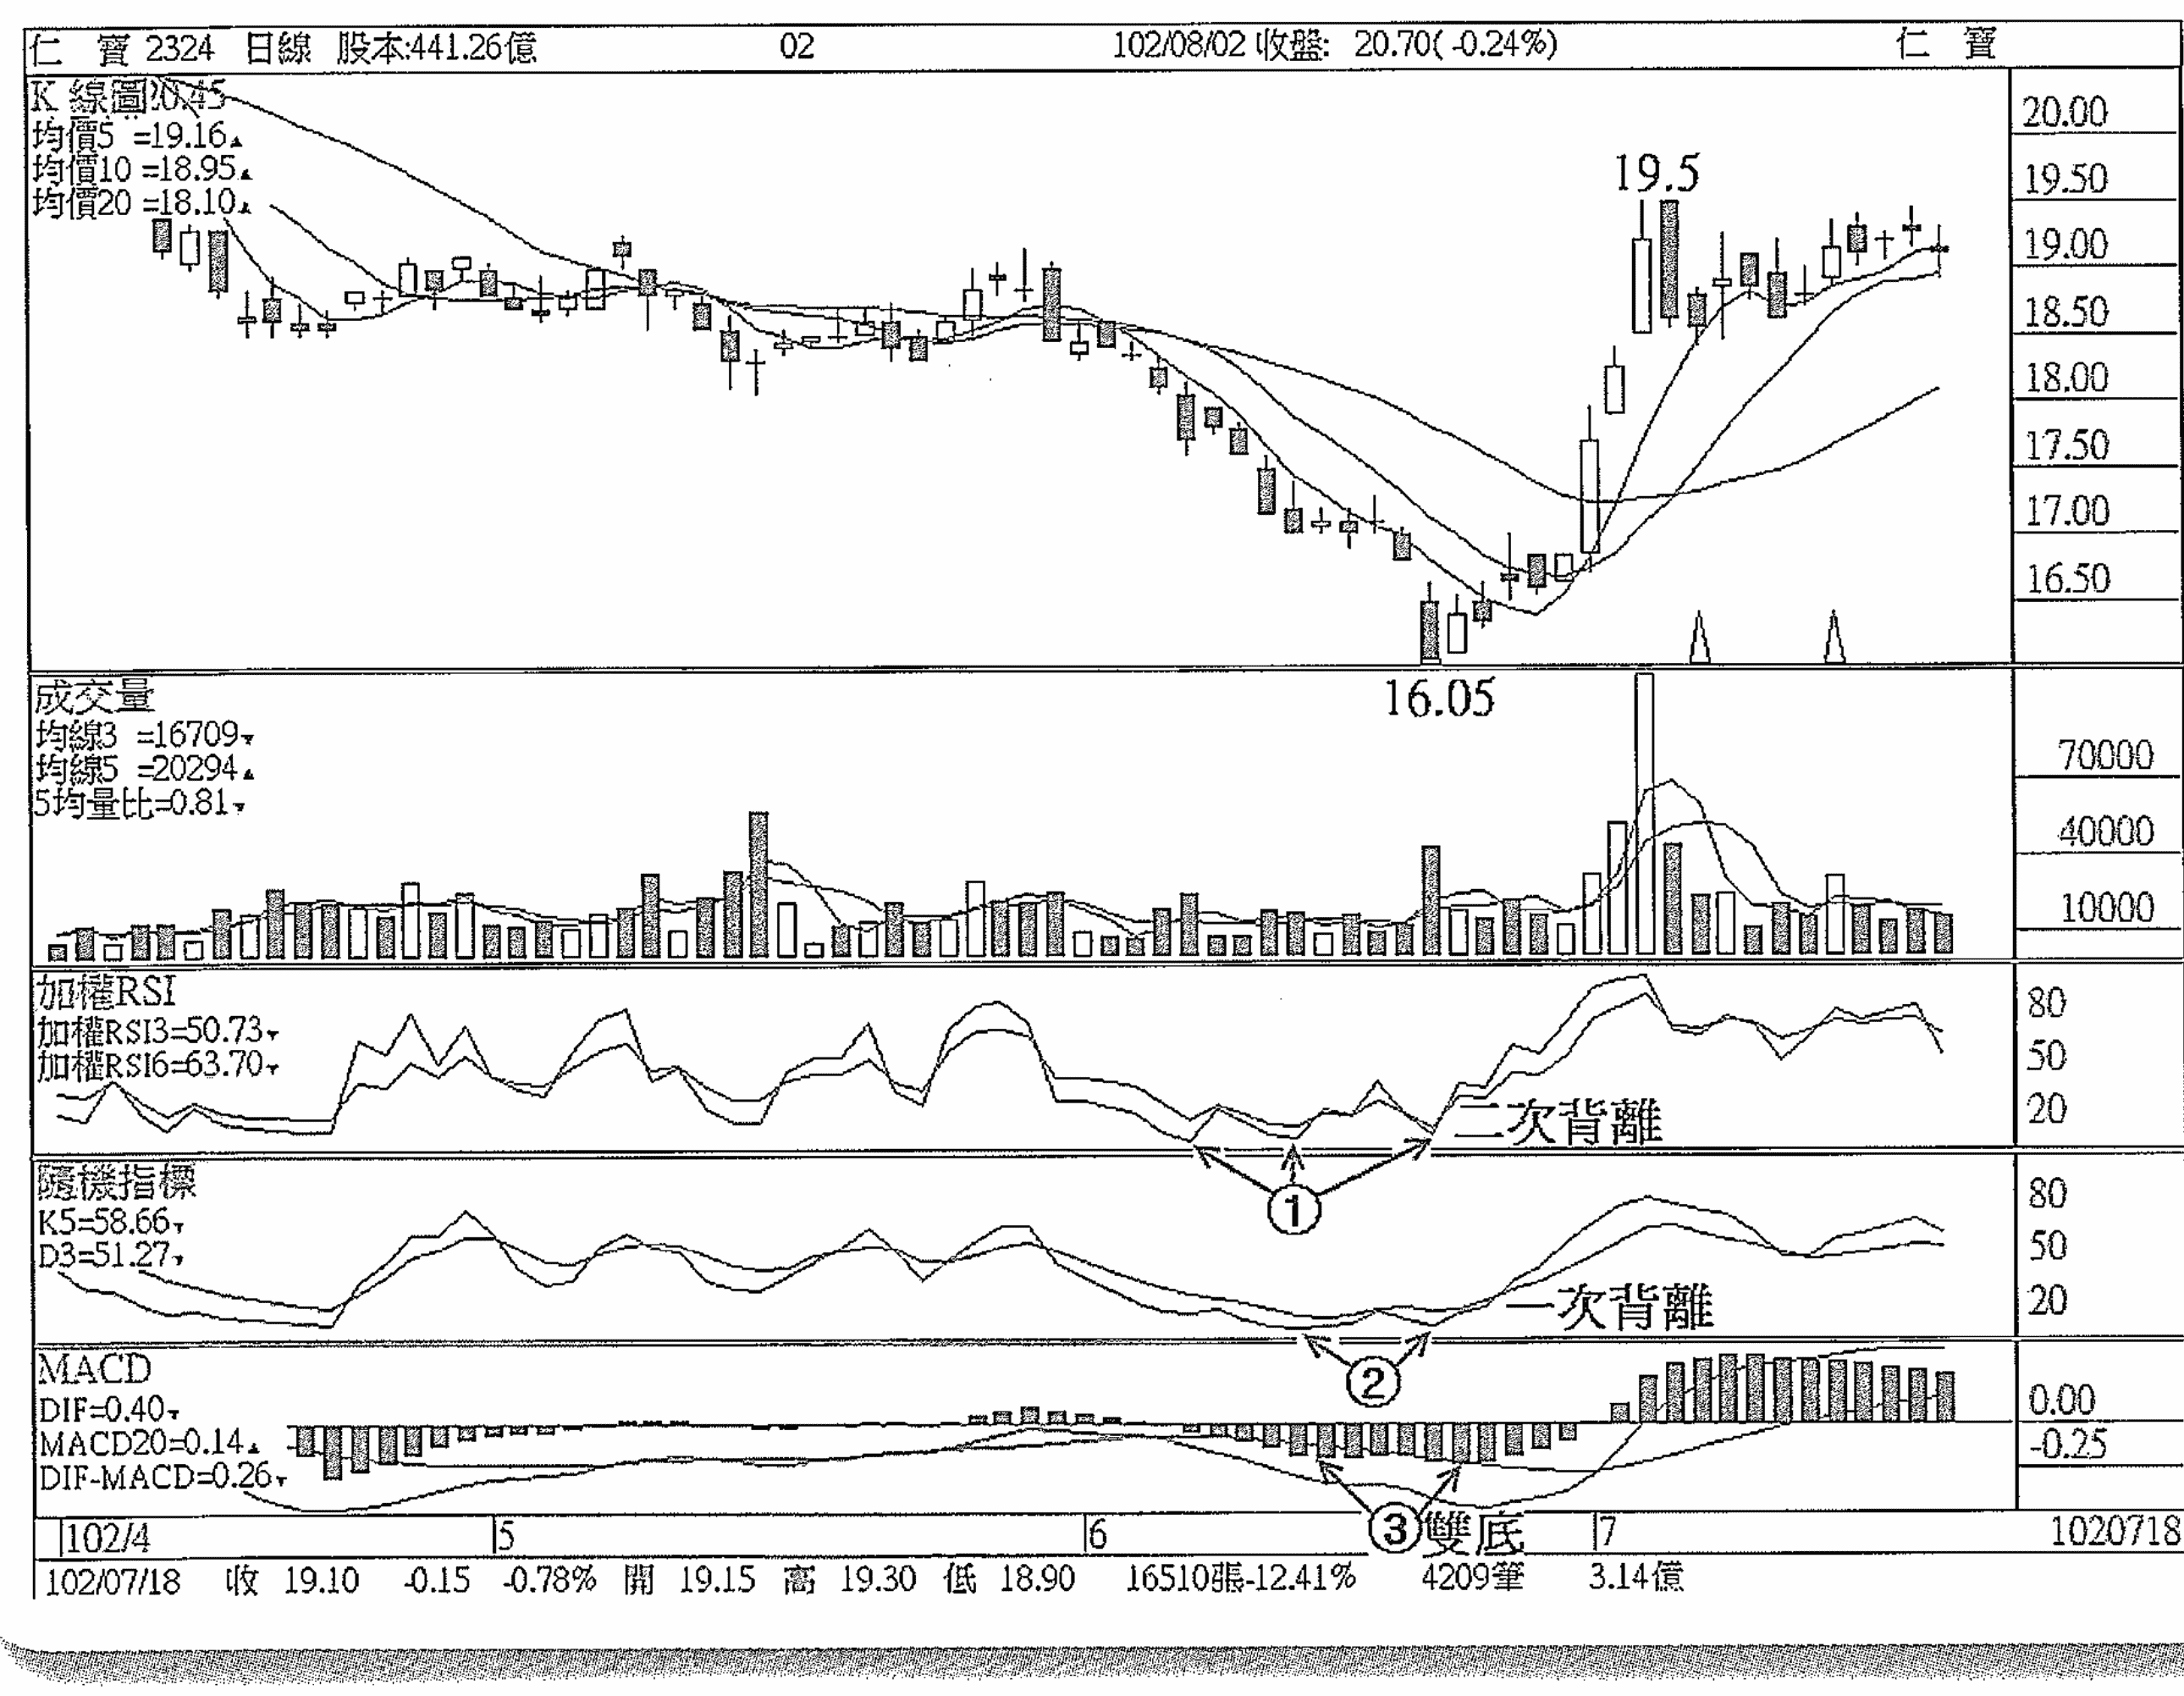 仁 寶 2324 日線 股本:441.26億 02 102/08/02 收盤: 20.70( -0.24%) 仁 寶
K 線圖20.45
均價5 =19.16▲
均價10 =18.95▲
均價20 =18.10▲
20.00
19.50
19.00
18.50
18.00
17.50
17.00
16.50
19.5
16.05
成交量
均線3 =16709▼
均線5 =20294▲
5均量比=0.81▼
70000
40000
10000
加權RSI
加權RSI3=50.73▼
加權RSI6=63.70▼
80
50
20
二次背離
①
隨機指標
K5=58.66▼
D3=51.27▼
80
50
20
一次背離
②
MACD
DIF=0.40▼
MACD20=0.14▲
DIF-MACD=0.26▼
0.00
-0.25
③雙底
102/4 5 6 7 1020718
102/07/18 收 19.10 -0.15 -0.78% 開 19.15 高 19.30 低 18.90 16510張-12.41% 4209筆 3.14億